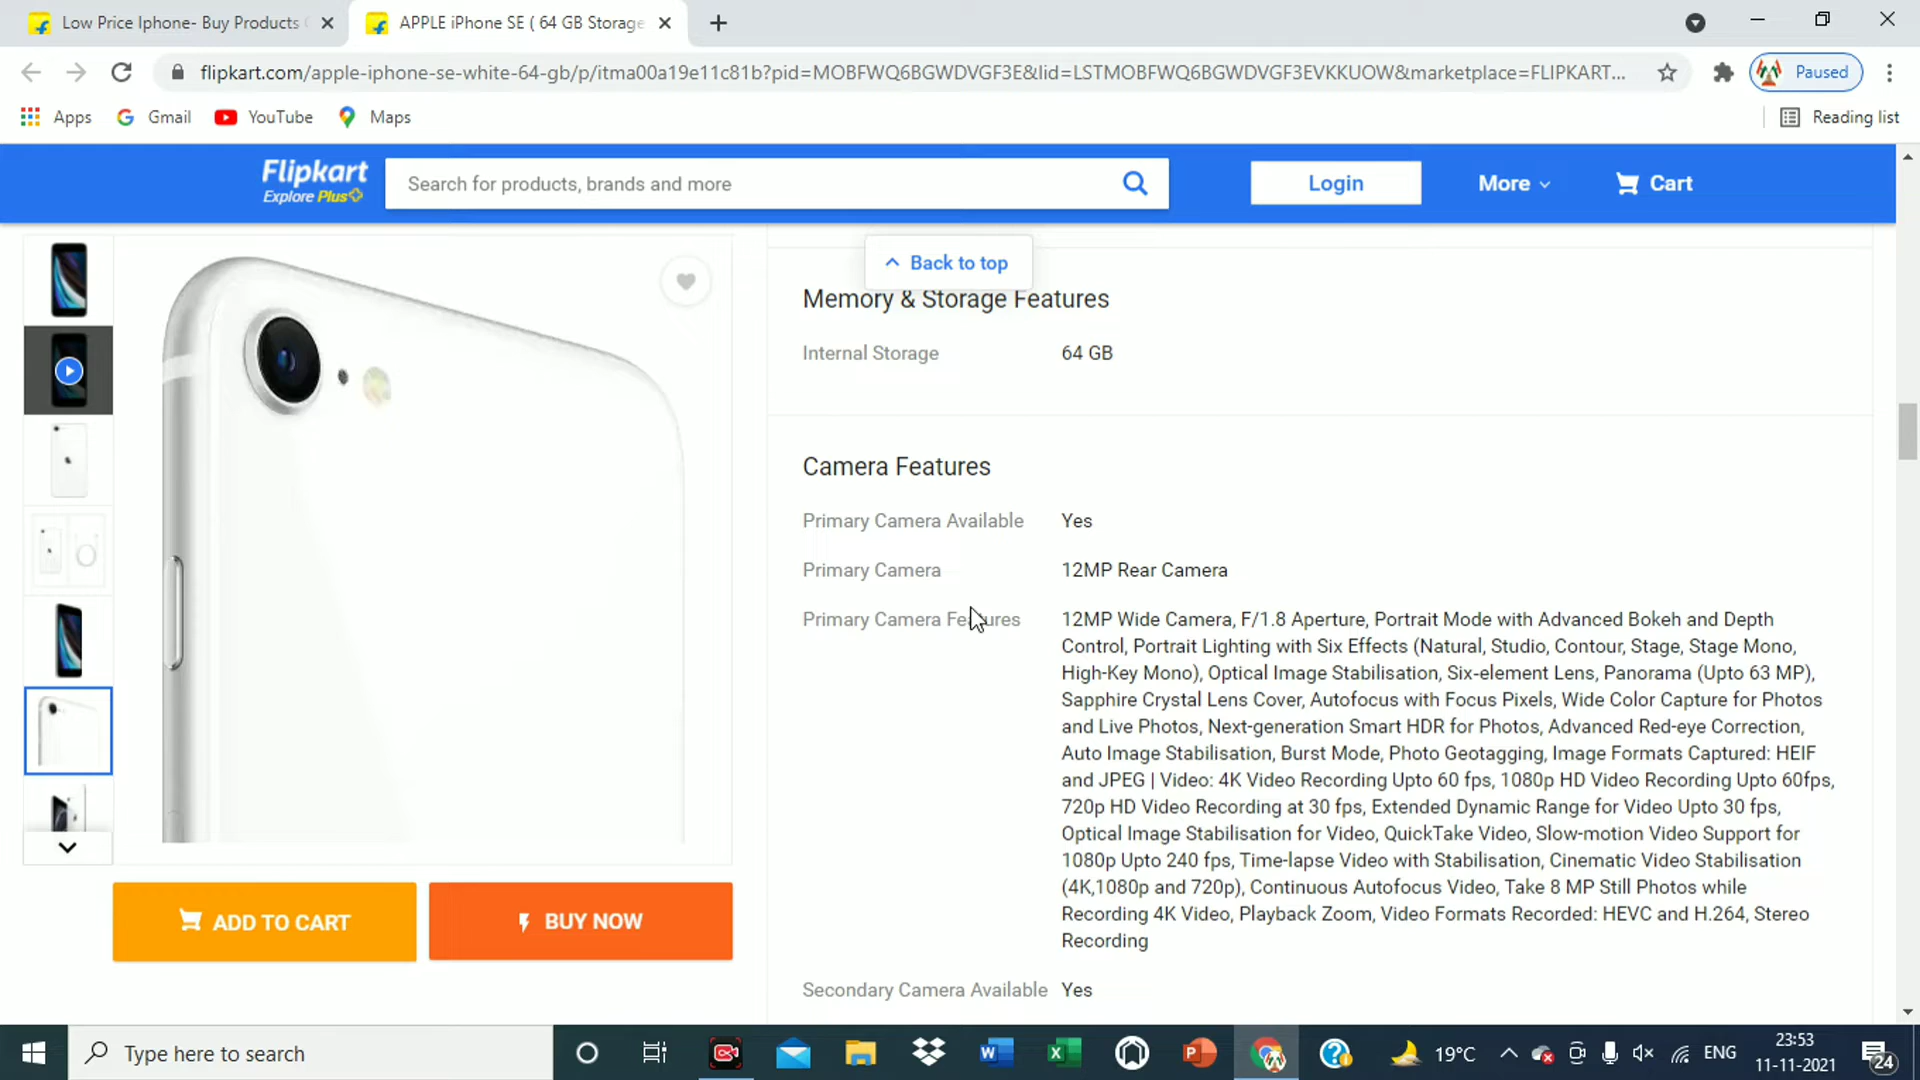 Low Price Iphone- Buy Products
APPLE iPhone SE ( 64 GB Storage
flipkart.com/apple-iphone-se-white-64-gb/p/itma00a19e11c81b?pid=MOBFWQ6BGWDVGF3E&lid=LSTMOBFWQ6BGWDVGF3EVKKUOW&marketplace=FLIPKART...
Paused
Apps
Gmail
YouTube
Maps
Reading list
Flipkart
Explore Plus
Search for products, brands and more
Login
More
Cart
Back to top
Memory & Storage Features
Internal Storage
64 GB
Camera Features
Primary Camera Available
Yes
Primary Camera
12MP Rear Camera
Primary Camera Features
12MP Wide Camera, F/1.8 Aperture, Portrait Mode with Advanced Bokeh and Depth
Control, Portrait Lighting with Six Effects (Natural, Studio, Contour, Stage, Stage Mono,
High-Key Mono), Optical Image Stabilisation, Six-element Lens, Panorama (Upto 63 MP),
Sapphire Crystal Lens Cover, Autofocus with Focus Pixels, Wide Color Capture for Photos
and Live Photos, Next-generation Smart HDR for Photos, Advanced Red-eye Correction,
Auto Image Stabilisation, Burst Mode, Photo Geotagging, Image Formats Captured: HEIF
and JPEG | Video: 4K Video Recording Upto 60 fps, 1080p HD Video Recording Upto 60fps,
720p HD Video Recording at 30 fps, Extended Dynamic Range for Video Upto 30 fps,
Optical Image Stabilisation for Video, QuickTake Video, Slow-motion Video Support for
1080p Upto 240 fps, Time-lapse Video with Stabilisation, Cinematic Video Stabilisation
(4K,1080p and 720p), Continuous Autofocus Video, Take 8 MP Still Photos while
Recording 4K Video, Playback Zoom, Video Formats Recorded: HEVC and H.264, Stereo
Recording
Secondary Camera Available
Yes
ADD TO CART
BUY NOW
Type here to search
19°C
ENG
23:53
11-11-2021
24